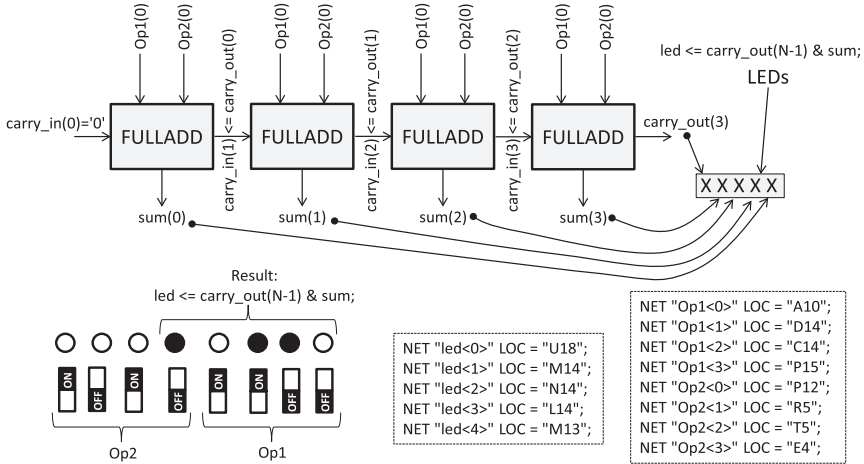 Op1(0)
Op2(0)
Op1(0)
Op2(0)
Op1(0)
Op2(0)
Op1(0)
Op2(0)
led <= carry_out(N-1) & sum;
LEDs
carry_in(0)='0'
FULLADD
carry_in(1) <= carry_out(0)
FULLADD
carry_in(2) <= carry_out(1)
FULLADD
carry_in(3) <= carry_out(2)
FULLADD
carry_out(3)
X X X X X
sum(0)
sum(1)
sum(2)
sum(3)
Result:
led <= carry_out(N-1) & sum;
ON
OFF
ON
OFF
ON
ON
OFF
OFF
Op2
Op1
NET "led<0>" LOC = "U18";
NET "led<1>" LOC = "M14";
NET "led<2>" LOC = "N14";
NET "led<3>" LOC = "L14";
NET "led<4>" LOC = "M13";
NET "Op1<0>" LOC = "A10";
NET "Op1<1>" LOC = "D14";
NET "Op1<2>" LOC = "C14";
NET "Op1<3>" LOC = "P15";
NET "Op2<0>" LOC = "P12";
NET "Op2<1>" LOC = "R5";
NET "Op2<2>" LOC = "T5";
NET "Op2<3>" LOC = "E4";